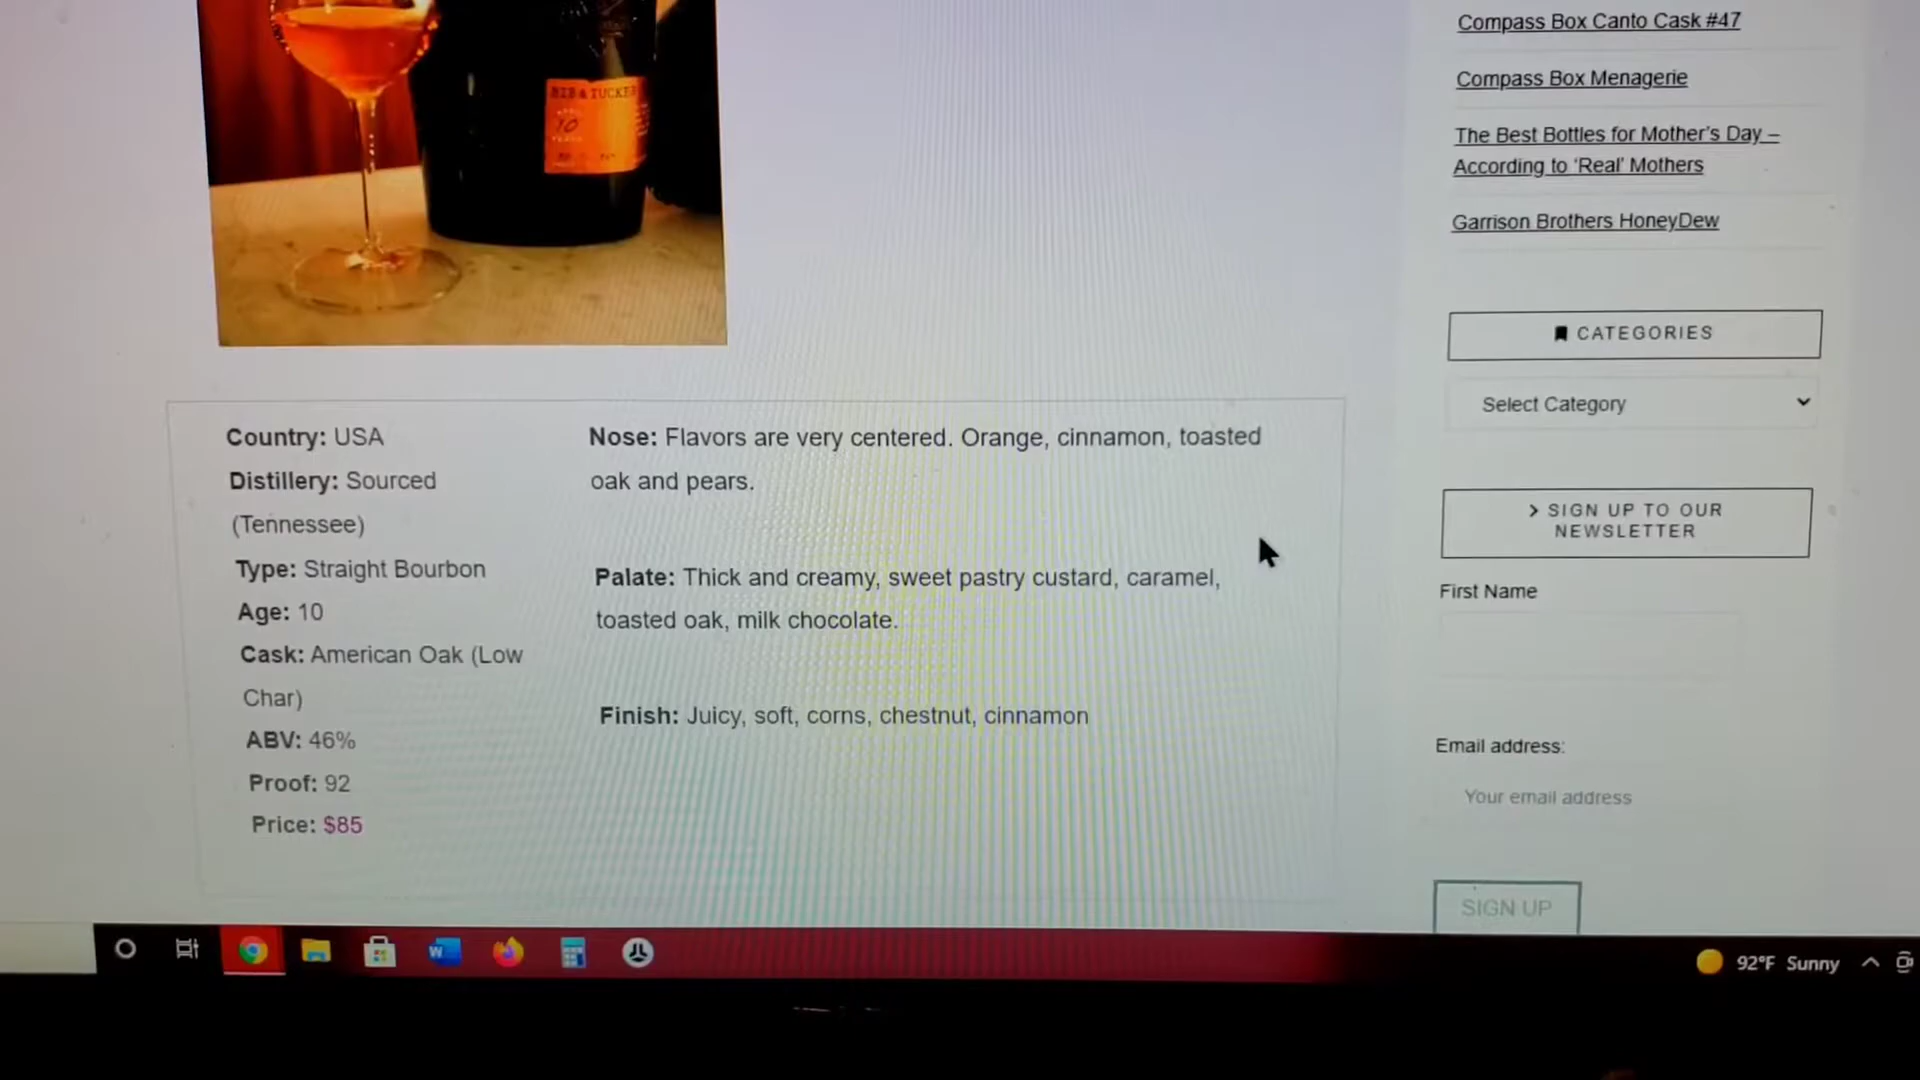 BIB & TUCKER
10
Country: USA
Distillery: Sourced
(Tennessee)
Type: Straight Bourbon
Age: 10
Cask: American Oak (Low
Char)
ABV: 46%
Proof: 92
Price: $85
Nose: Flavors are very centered. Orange, cinnamon, toasted
oak and pears.
Palate: Thick and creamy, sweet pastry custard, caramel,
toasted oak, milk chocolate.
Finish: Juicy, soft, corns, chestnut, cinnamon
Compass Box Canto Cask #47
Compass Box Menagerie
The Best Bottles for Mother’s Day –
According to ‘Real’ Mothers
Garrison Brothers HoneyDew
CATEGORIES
Select Category
SIGN UP TO OUR
NEWSLETTER
First Name
Email address:
Your email address
SIGN UP
W
92°F Sunny